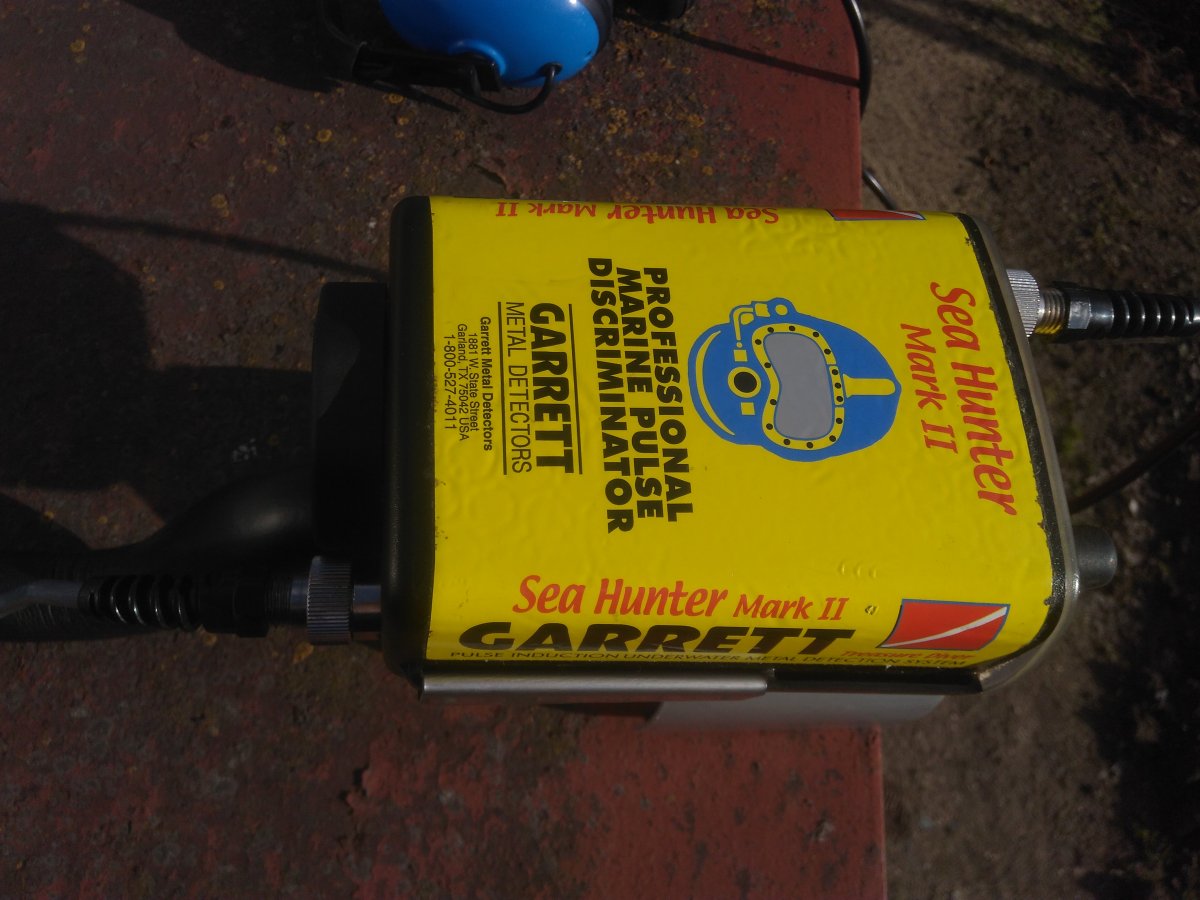 Sea Hunter
Mark II
PROFESSIONAL
MARINE PULSE
DISCRIMINATOR
GARRETT
METAL DETECTORS
Garrett Metal Detectors
1881 W. State Street
Garland, TX 75042 USA
1-800-527-4011
Sea Hunter Mark II
Sea Hunter Mark II
GARRETT
Treasure Diver
PULSE INDUCTION UNDERWATER METAL DETECTION SYSTEM